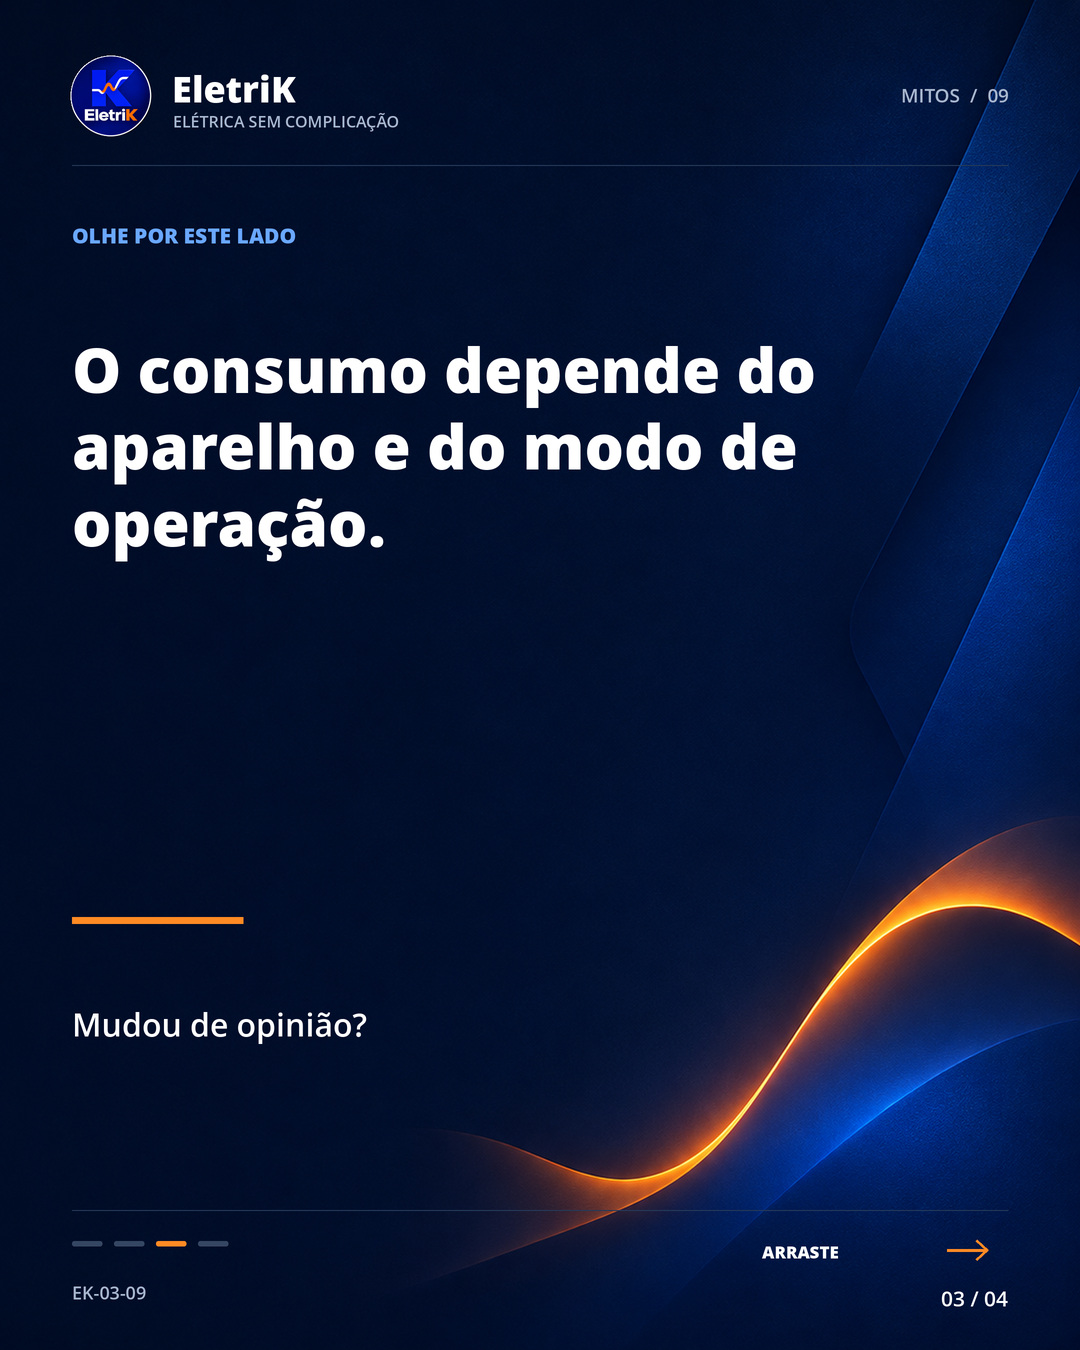 EletriK
EletriK
ELÉTRICA SEM COMPLICAÇÃO
MITOS / 09
OLHE POR ESTE LADO
O consumo depende do
aparelho e do modo de
operação.
Mudou de opinião?
ARRASTE
EK-03-09
03 / 04